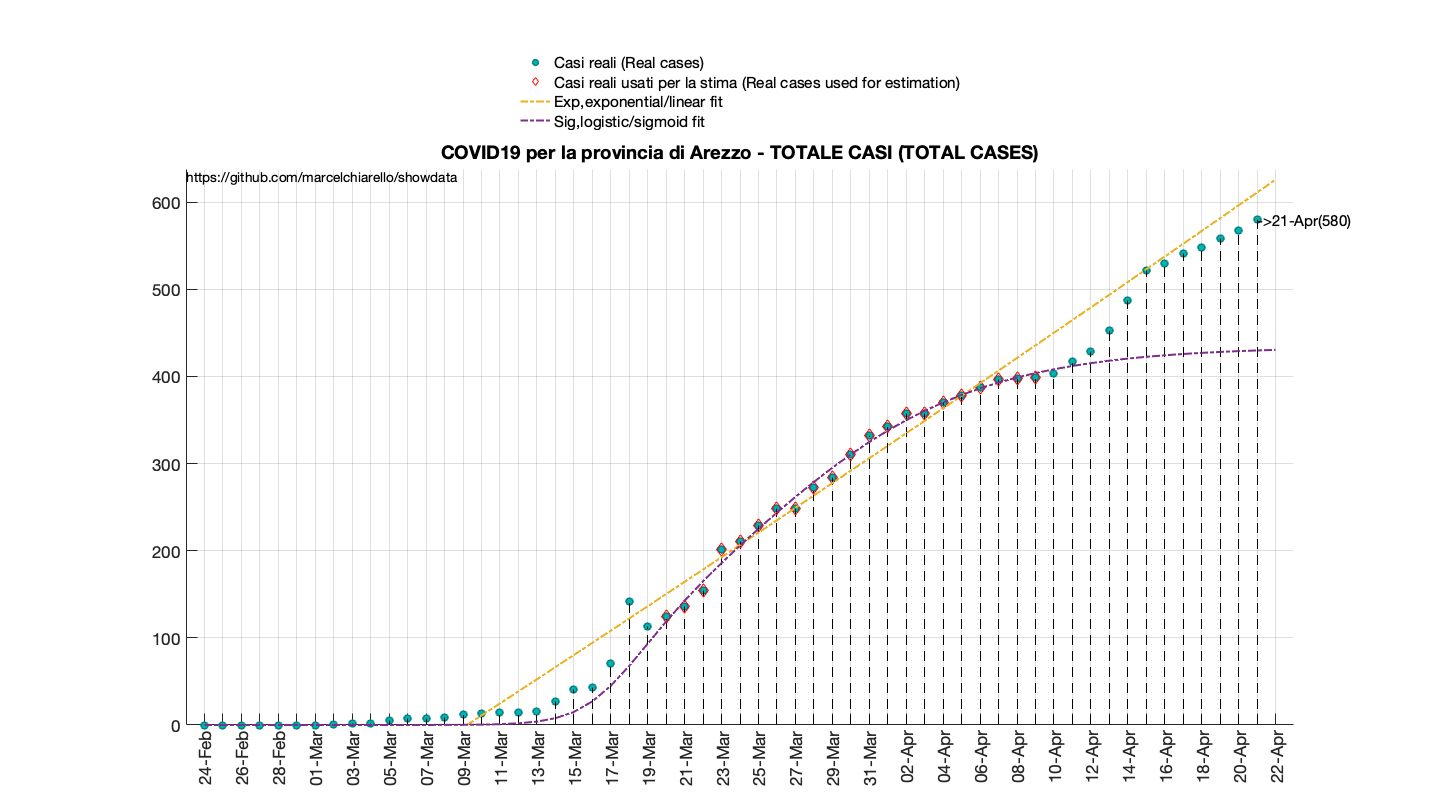 Casi reali (Real cases)
Casi reali usati per la stima (Real cases used for estimation)
Exp,exponential/linear fit
Sig,logistic/sigmoid fit
COVID19 per la provincia di Arezzo - TOTALE CASI (TOTAL CASES)
https://github.com/marcelchiarello/showdata
600
>21-Apr(580)
500
400
300
200
100
0
24-Feb
26-Feb
28-Feb
01-Mar
03-Mar
05-Mar
07-Mar
09-Mar
11-Mar
13-Mar
15-Mar
17-Mar
19-Mar
21-Mar
23-Mar
25-Mar
27-Mar
29-Mar
31-Mar
02-Apr
04-Apr
06-Apr
08-Apr
10-Apr
12-Apr
14-Apr
16-Apr
18-Apr
20-Apr
22-Apr